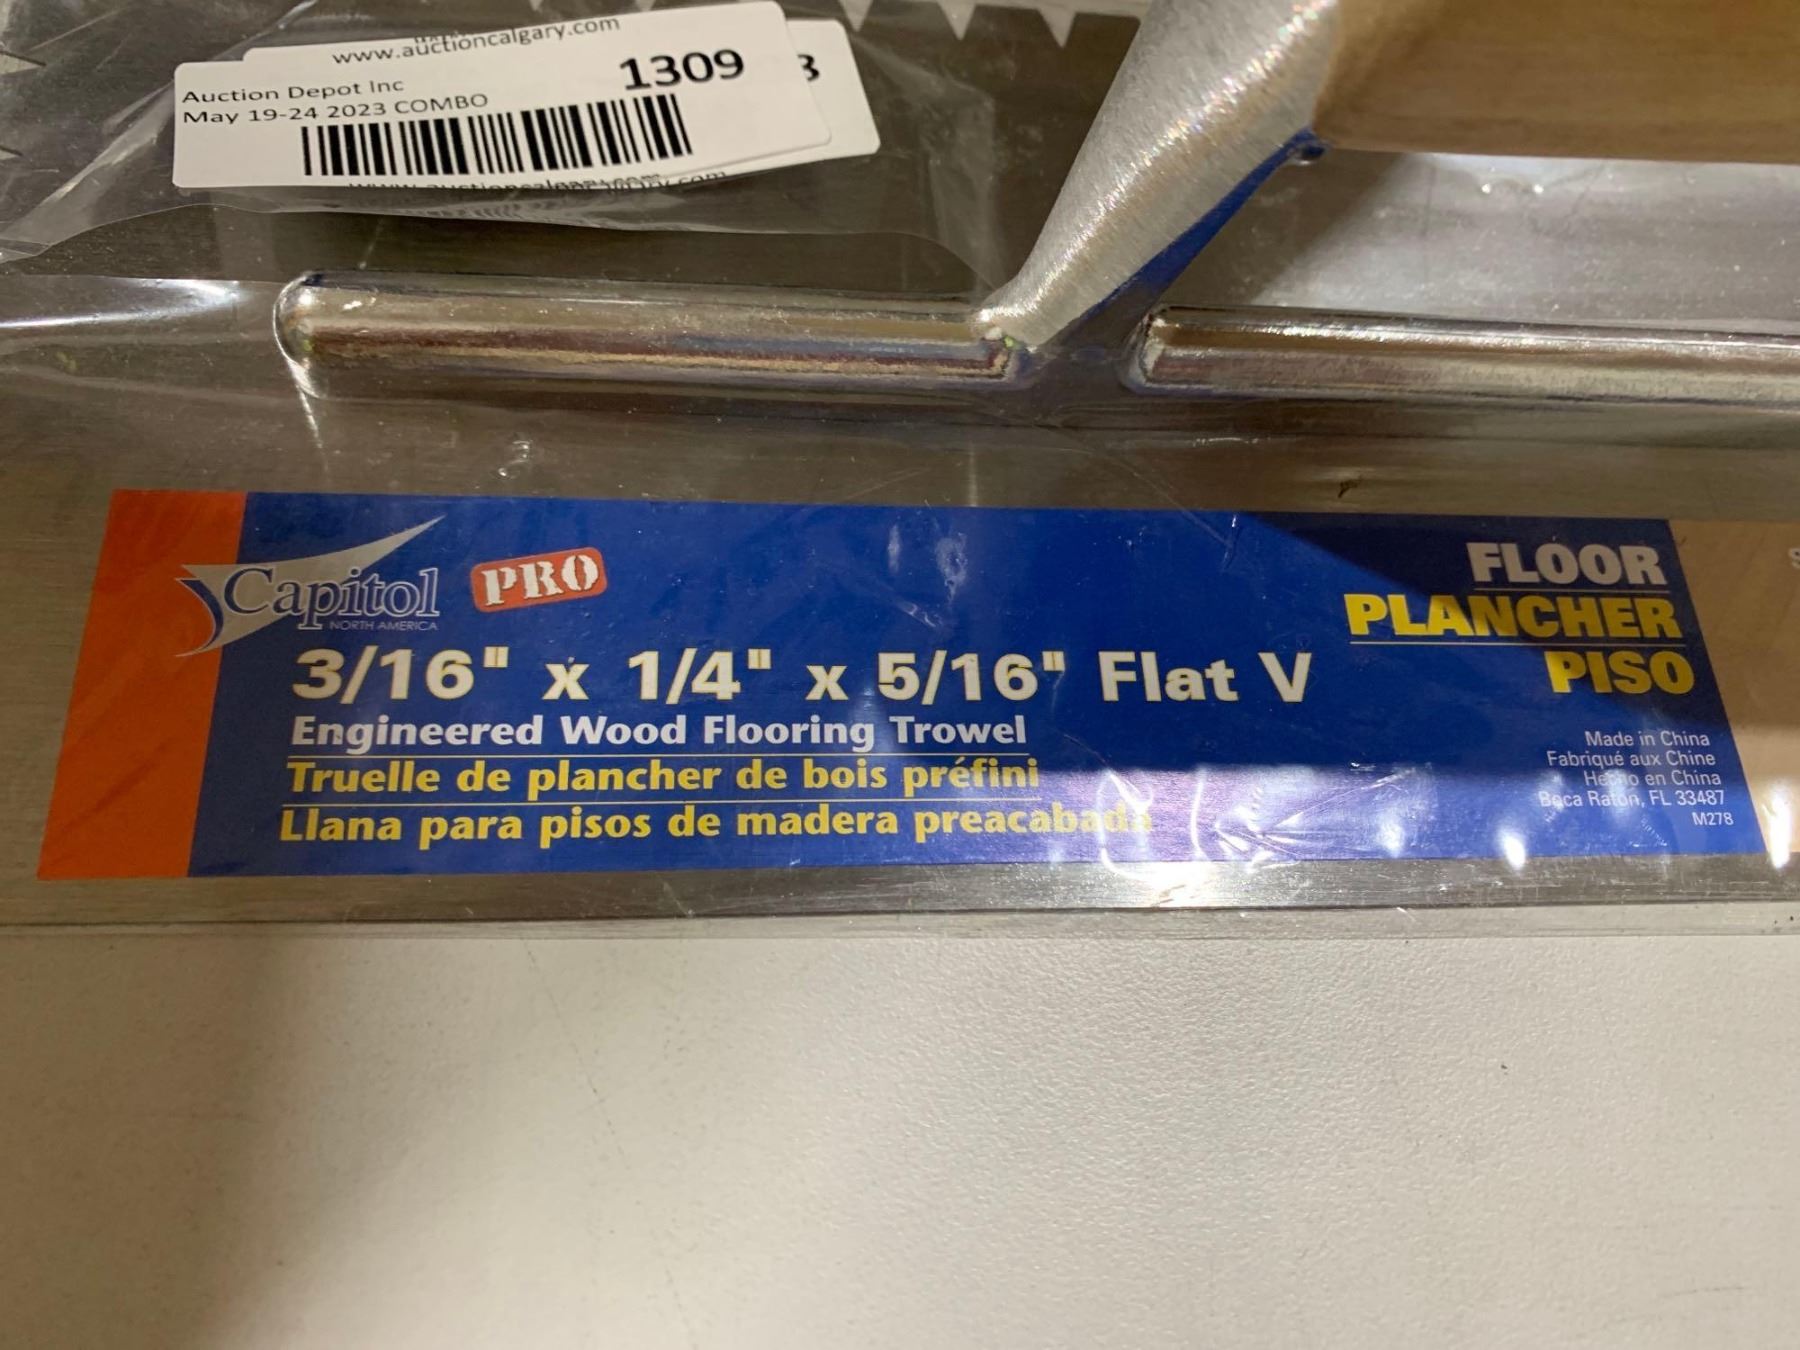 www.auctioncalgary.com
Auction Depot Inc
1309
May 19-24 2023 COMBO
3
Capitol
NORTH AMERICA
PRO
3/16" x 1/4" x 5/16" Flat V
Engineered Wood Flooring Trowel
Truelle de plancher de bois préfini
Llana para pisos de madera preacabada
FLOOR
PLANCHER
PISO
Made in China
Fabriqué aux Chine
Hecho en China
Boca Raton, FL 33487
M278